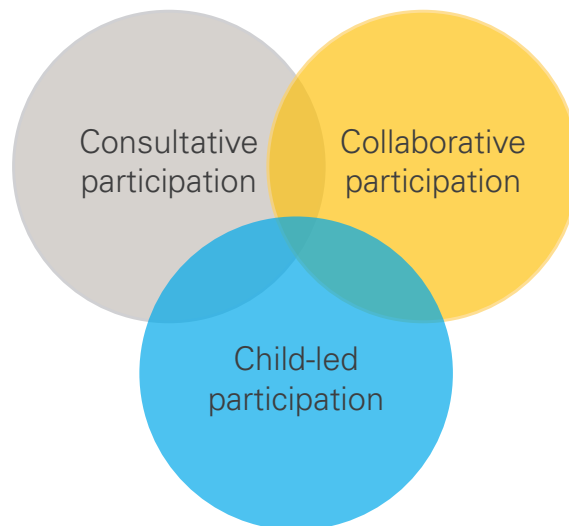 Consultative
participation
Collaborative
participation
Child-led
participation